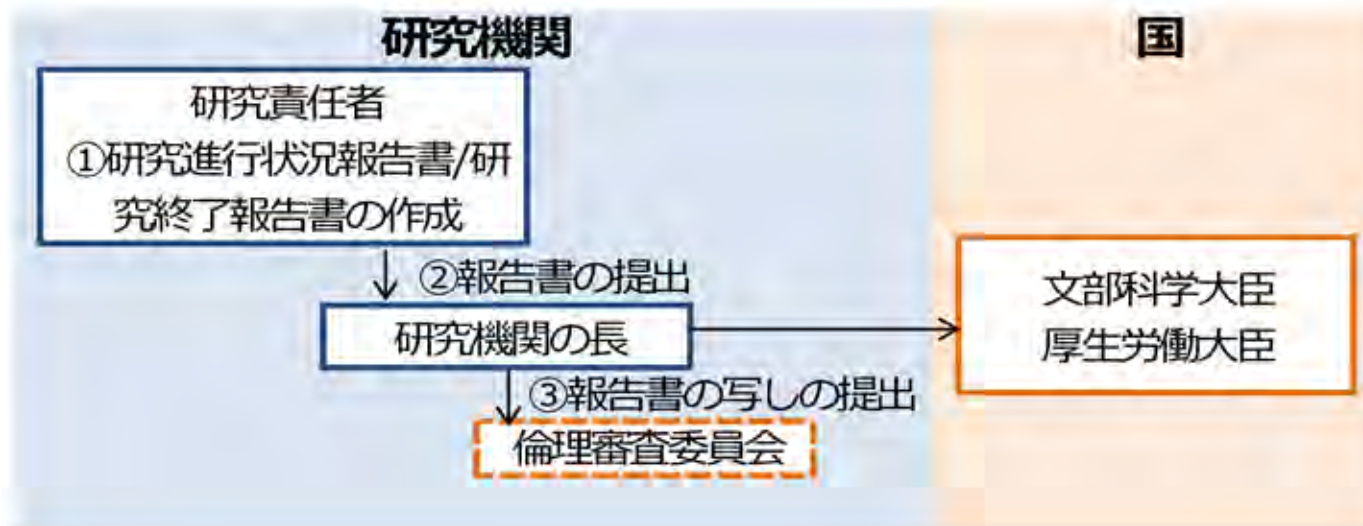 研究機関
国
研究責任者
①研究進行状況報告書/研
究終了報告書の作成
②報告書の提出
研究機関の長
③報告書の写しの提出
倫理審査委員会
文部科学大臣
厚生労働大臣